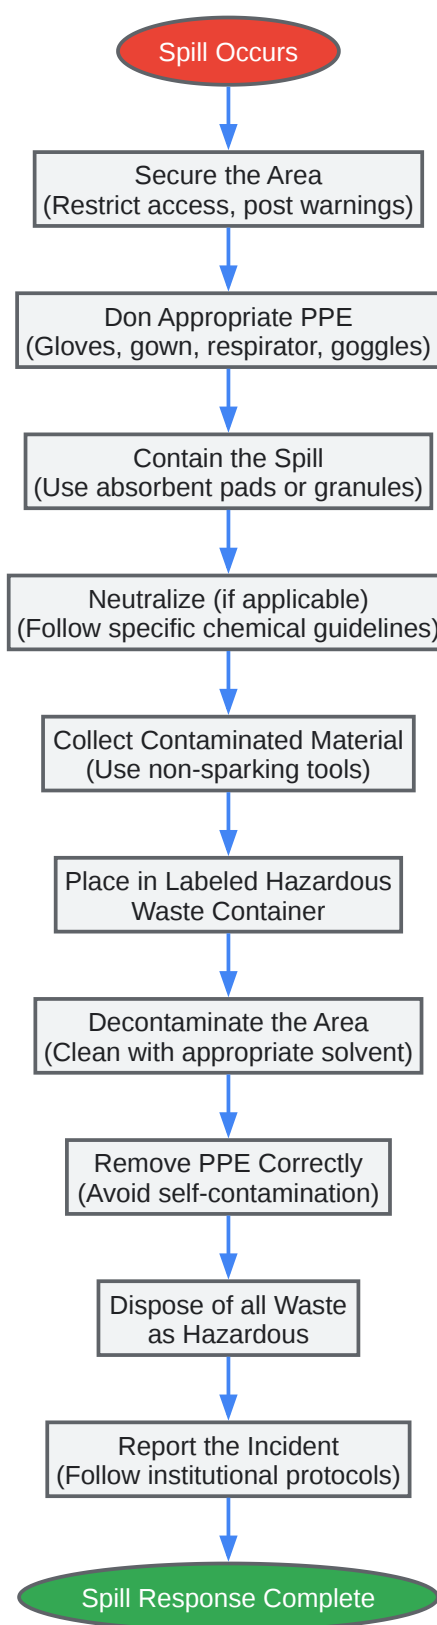 Spill Occurs
Secure the Area
(Restrict access, post warnings)
Don Appropriate PPE
(Gloves, gown, respirator, goggles)
Contain the Spill
(Use absorbent pads or granules)
Neutralize (if applicable)
(Follow specific chemical guidelines)
Collect Contaminated Material
(Use non-sparking tools)
Place in Labeled Hazardous
Waste Container
Decontaminate the Area
(Clean with appropriate solvent)
Remove PPE Correctly
(Avoid self-contamination)
Dispose of all Waste
as Hazardous
Report the Incident
(Follow institutional protocols)
Spill Response Complete